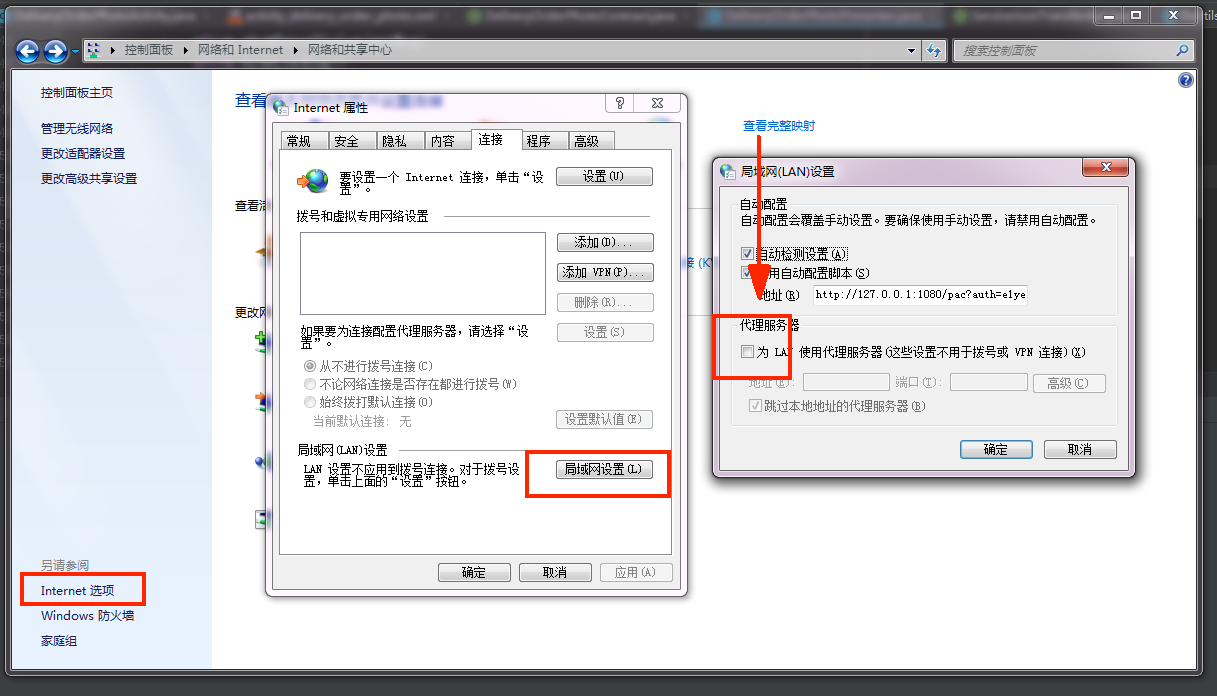 控制面板 网络和 Internet 网络和共享中心
搜索控制面板
控制面板主页
管理无线网络
更改适配器设置
更改高级共享设置
另请参阅
Internet 选项
Windows 防火墙
家庭组
查看
查看完整映射
查看活
更改网
Internet 属性
常规 安全 隐私 内容 连接 程序 高级
要设置一个 Internet 连接，单击“设
置”。
设置(U)
拨号和虚拟专用网络设置
添加(D)...
添加 VPN(P)...
删除(R)...
如果要为连接配置代理服务器，请选择“设
置”。
设置(S)
从不进行拨号连接(C)
不论网络连接是否存在都进行拨号(W)
始终拨打默认连接(O)
当前默认连接： 无
设置默认值(E)
局域网(LAN)设置
LAN 设置不应用到拨号连接。对于拨号设
置，单击上面的“设置”按钮。
局域网设置(L)
确定 取消 应用(A)
局域网(LAN)设置
自动配置
自动配置会覆盖手动设置。要确保使用手动设置，请禁用自动配置。
自动检测设置(A)
用自动配置脚本(S)
地址(R) http://127.0.0.1:1080/pac?auth=e1ye
代理服务器
为 LAN 使用代理服务器(这些设置不用于拨号或 VPN 连接)(X)
地址(E): 端口(T): 高级(C)
跳过本地地址的代理服务器(B)
确定 取消